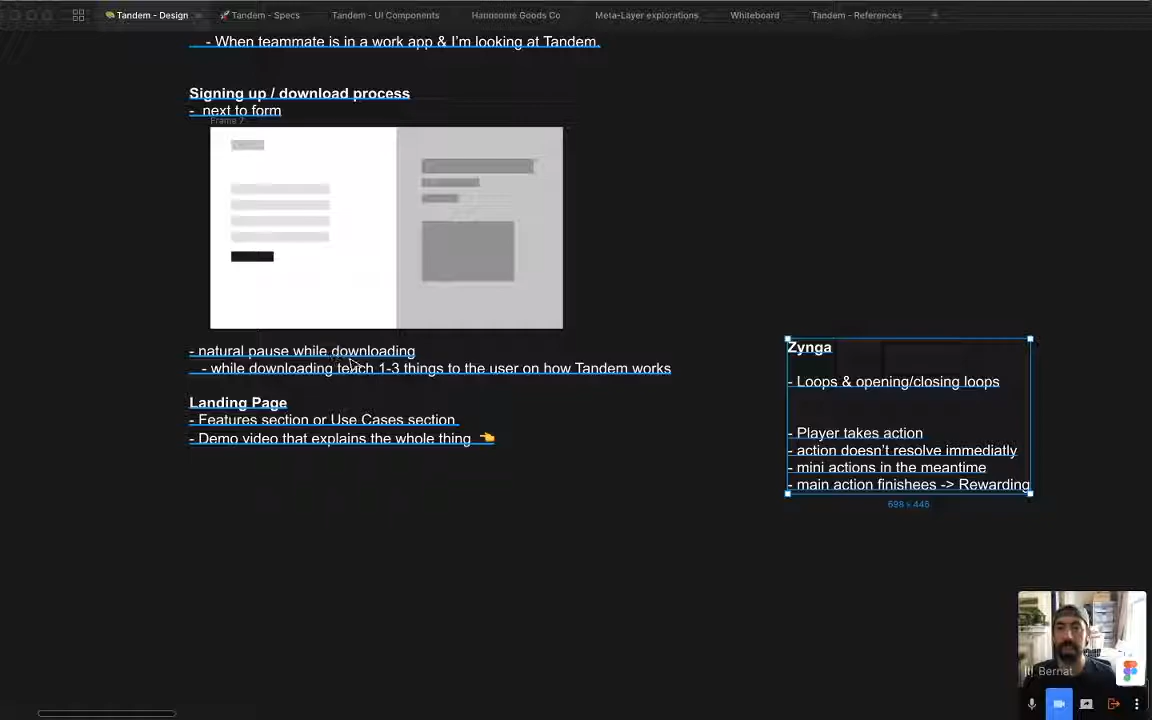 Tandem - Design
Tandem - Specs
Tandem - UI Components
Handsome Goods Co
Meta-Layer explorations
Whiteboard
Tandem - References
- When teammate is in a work app & I'm looking at Tandem.
Signing up / download process
- next to form
Frame 7
- natural pause while downloading
- while downloading teach 1-3 things to the user on how Tandem works
Landing Page
- Features section or Use Cases section
- Demo video that explains the whole thing 👈
Zynga
- Loops & opening/closing loops
- Player takes action
- action doesn't resolve immediatly
- mini actions in the meantime
- main action finishees -> Rewarding
698 × 446
Bernat